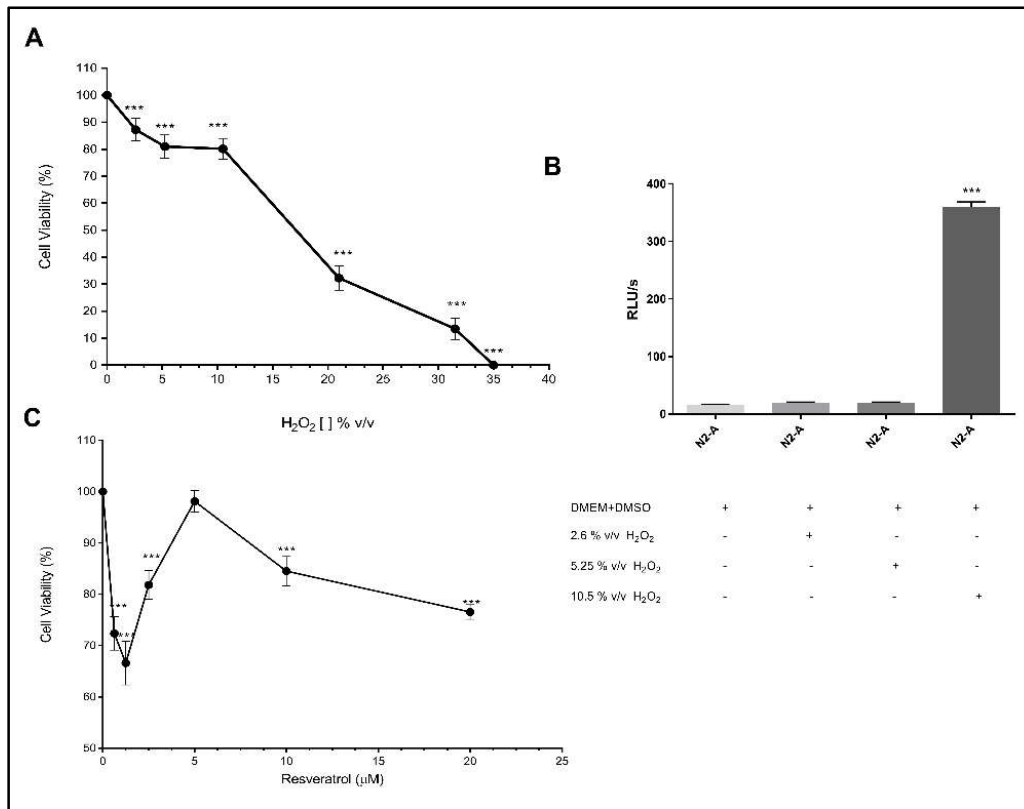 A
110
100
90
80
70
60
50
40
30
20
10
0
Cell Viability (%)
*** *** *** *** *** ***
0 5 10 15 20 25 30 35 40
H₂O₂ [ ] % v/v
B
400
300
200
100
0
RLU/s
***
N2-A N2-A N2-A N2-A
DMEM+DMSO + + + +
2.6 % v/v H₂O₂ - + - -
5.25 % v/v H₂O₂ - - + -
10.5 % v/v H₂O₂ - - - +
C
110
100
90
80
70
60
50
Cell Viability (%)
*** *** *** *** ***
0 5 10 15 20 25
Resveratrol (μM)